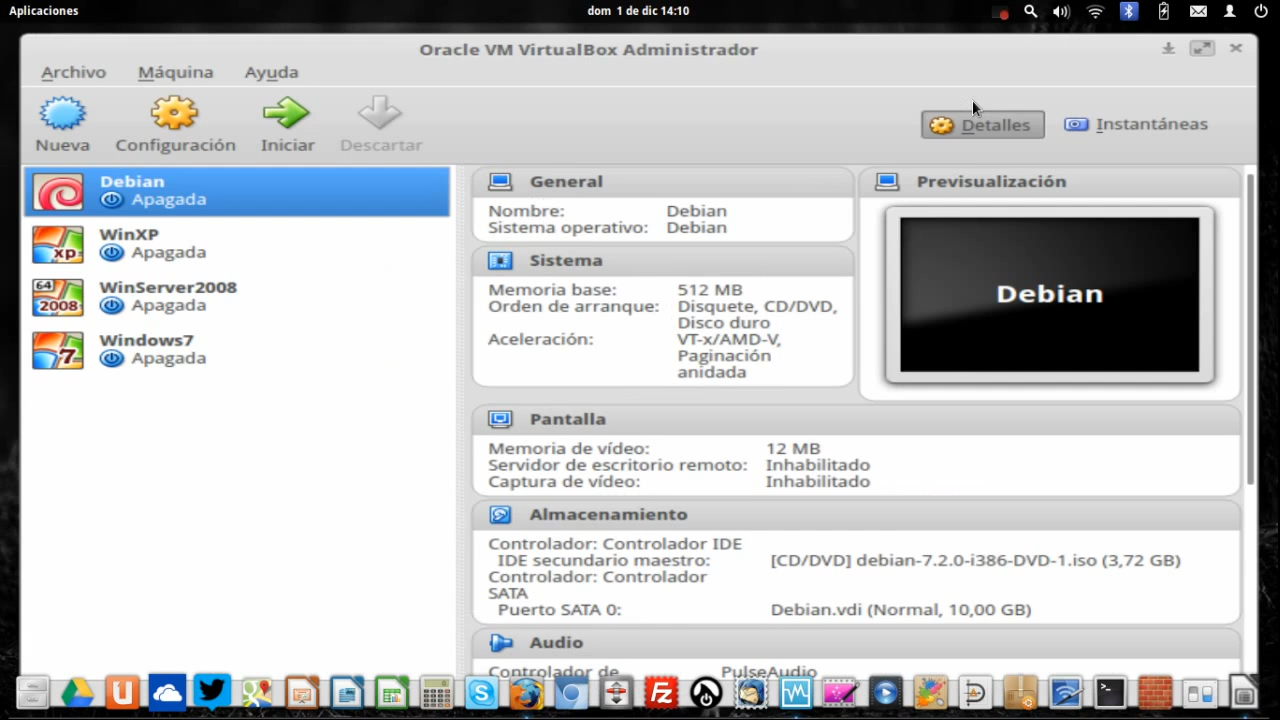 Aplicaciones
dom 1 de dic 14:10
Oracle VM VirtualBox Administrador
Archivo Máquina Ayuda
Nueva Configuración Iniciar Descartar
Detalles Instantáneas
Debian
Apagada
WinXP
Apagada
WinServer2008
Apagada
Windows7
Apagada
xp
64
2008
7
General
Nombre: Debian
Sistema operativo: Debian
Sistema
Memoria base: 512 MB
Orden de arranque: Disquete, CD/DVD,
Disco duro
Aceleración: VT-x/AMD-V,
Paginación
anidada
Previsualización
Debian
Pantalla
Memoria de vídeo: 12 MB
Servidor de escritorio remoto: Inhabilitado
Captura de vídeo: Inhabilitado
Almacenamiento
Controlador: Controlador IDE
IDE secundario maestro: [CD/DVD] debian-7.2.0-i386-DVD-1.iso (3,72 GB)
Controlador: Controlador
SATA
Puerto SATA 0: Debian.vdi (Normal, 10,00 GB)
Audio
Controlador de PulseAudio